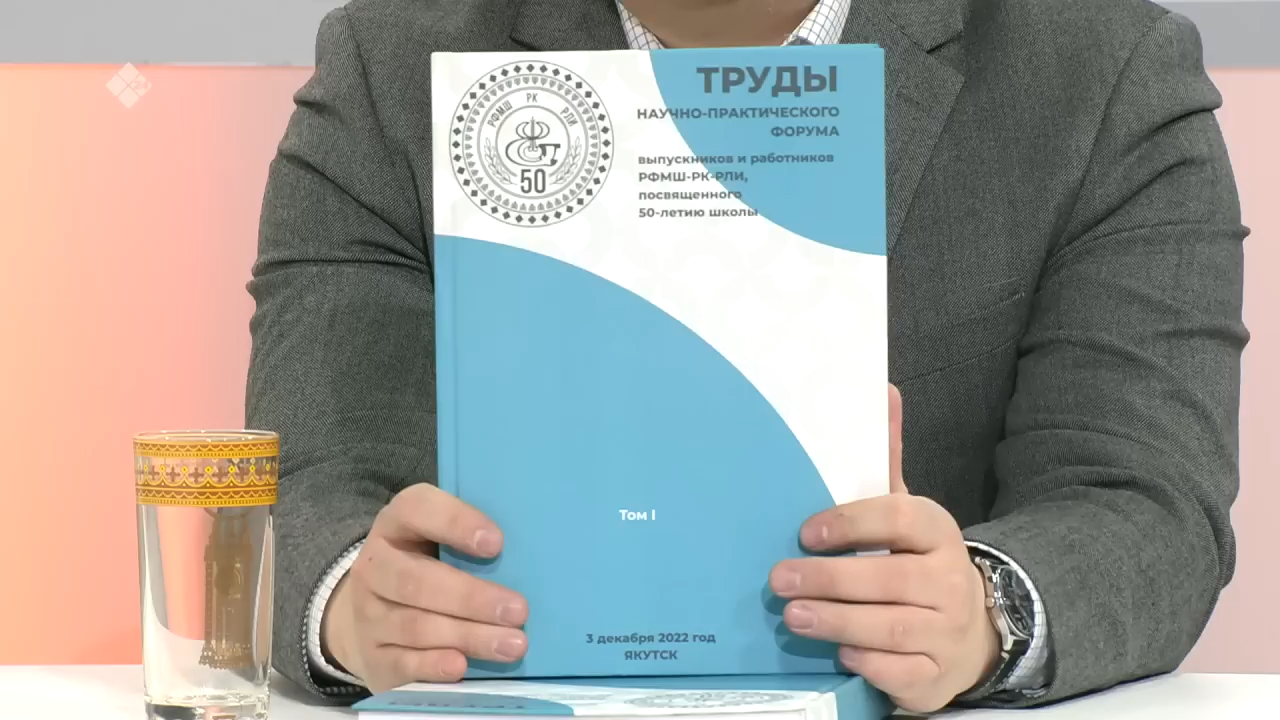 РФМШ РК РЛИ
50
ТРУДЫ
НАУЧНО-ПРАКТИЧЕСКОГО
ФОРУМА
выпускников и работников
РФМШ-РК-РЛИ,
посвященного
50-летию школы
Том I
3 декабря 2022 год
ЯКУТСК